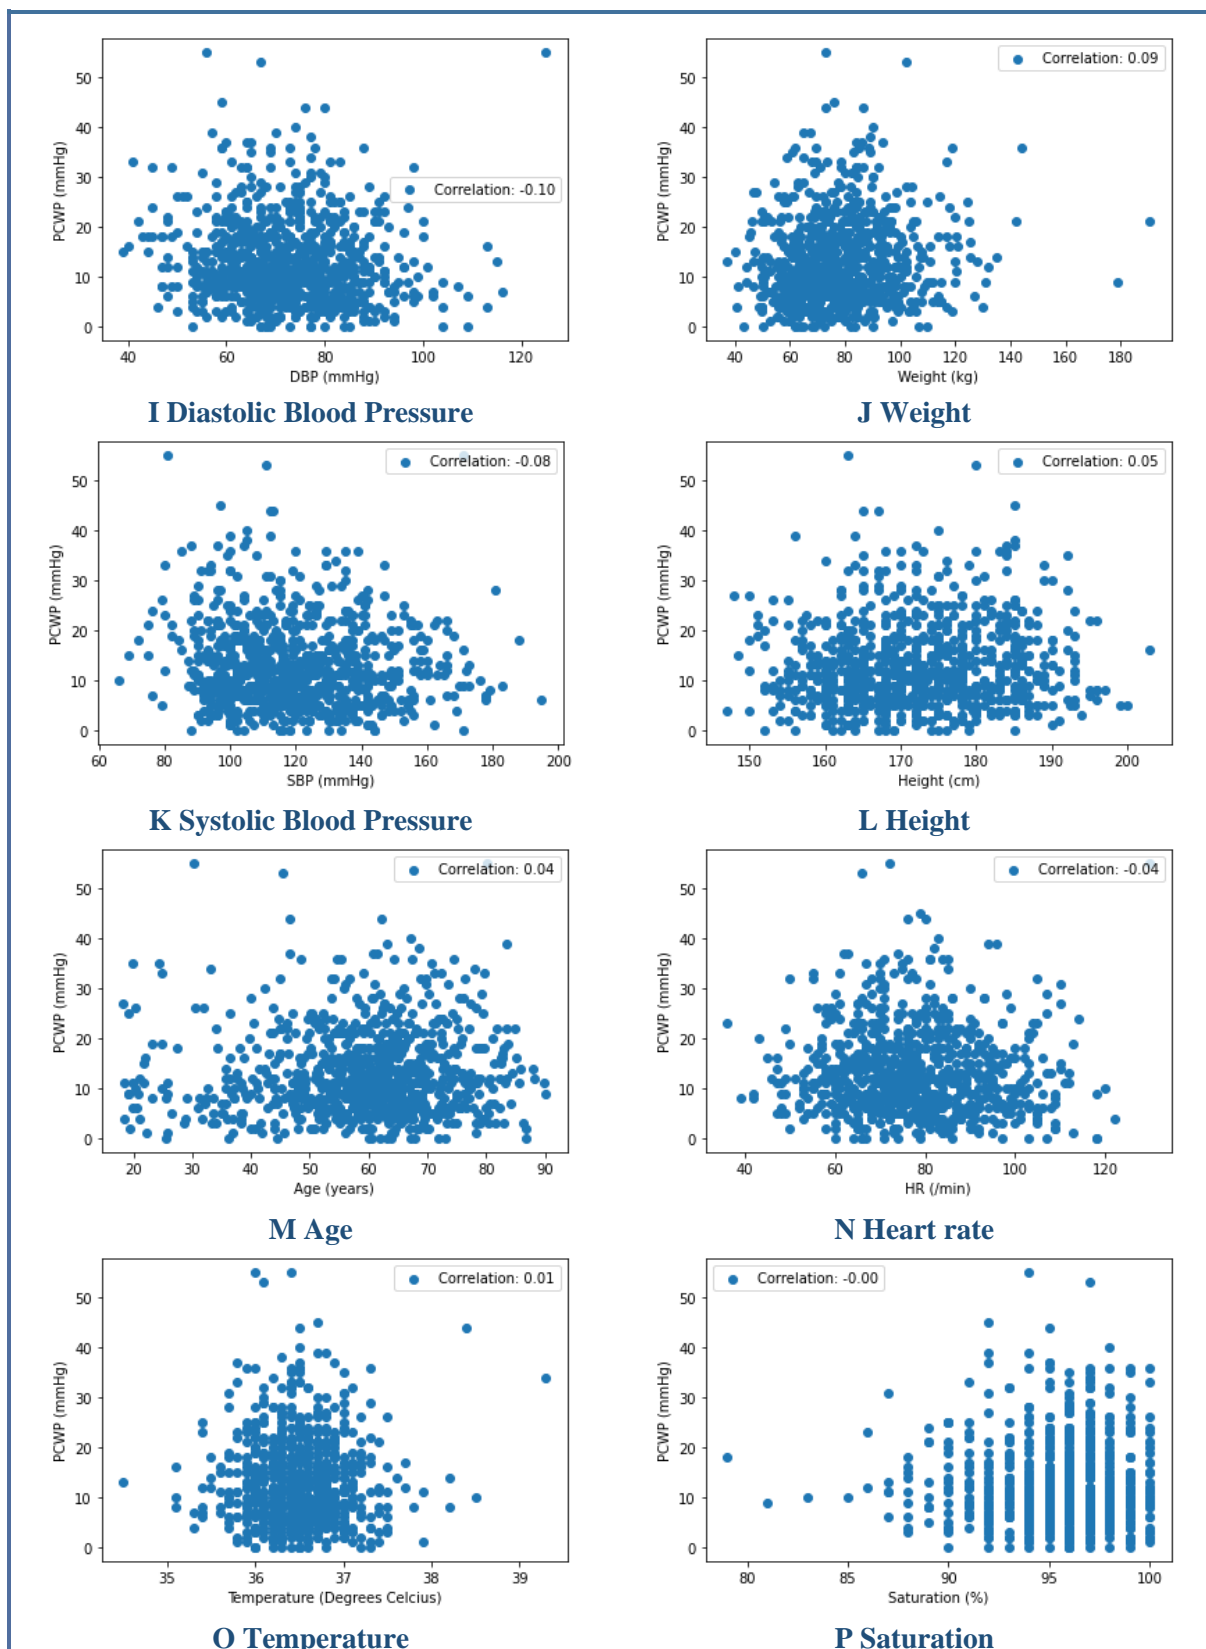 50
40
30
20
10
0
PCWP (mmHg)
Correlation: -0.10
40 60 80 100 120
DBP (mmHg)
I Diastolic Blood Pressure
50
40
30
20
10
0
PCWP (mmHg)
Correlation: 0.09
40 60 80 100 120 140 160 180
Weight (kg)
J Weight
50
40
30
20
10
0
PCWP (mmHg)
Correlation: -0.08
60 80 100 120 140 160 180 200
SBP (mmHg)
K Systolic Blood Pressure
50
40
30
20
10
0
PCWP (mmHg)
Correlation: 0.05
150 160 170 180 190 200
Height (cm)
L Height
50
40
30
20
10
0
PCWP (mmHg)
Correlation: 0.04
20 30 40 50 60 70 80 90
Age (years)
M Age
50
40
30
20
10
0
PCWP (mmHg)
Correlation: -0.04
40 60 80 100 120
HR (/min)
N Heart rate
50
40
30
20
10
0
PCWP (mmHg)
Correlation: 0.01
35 36 37 38 39
Temperature (Degrees Celcius)
O Temperature
50
40
30
20
10
0
PCWP (mmHg)
Correlation: -0.00
80 85 90 95 100
Saturation (%)
P Saturation